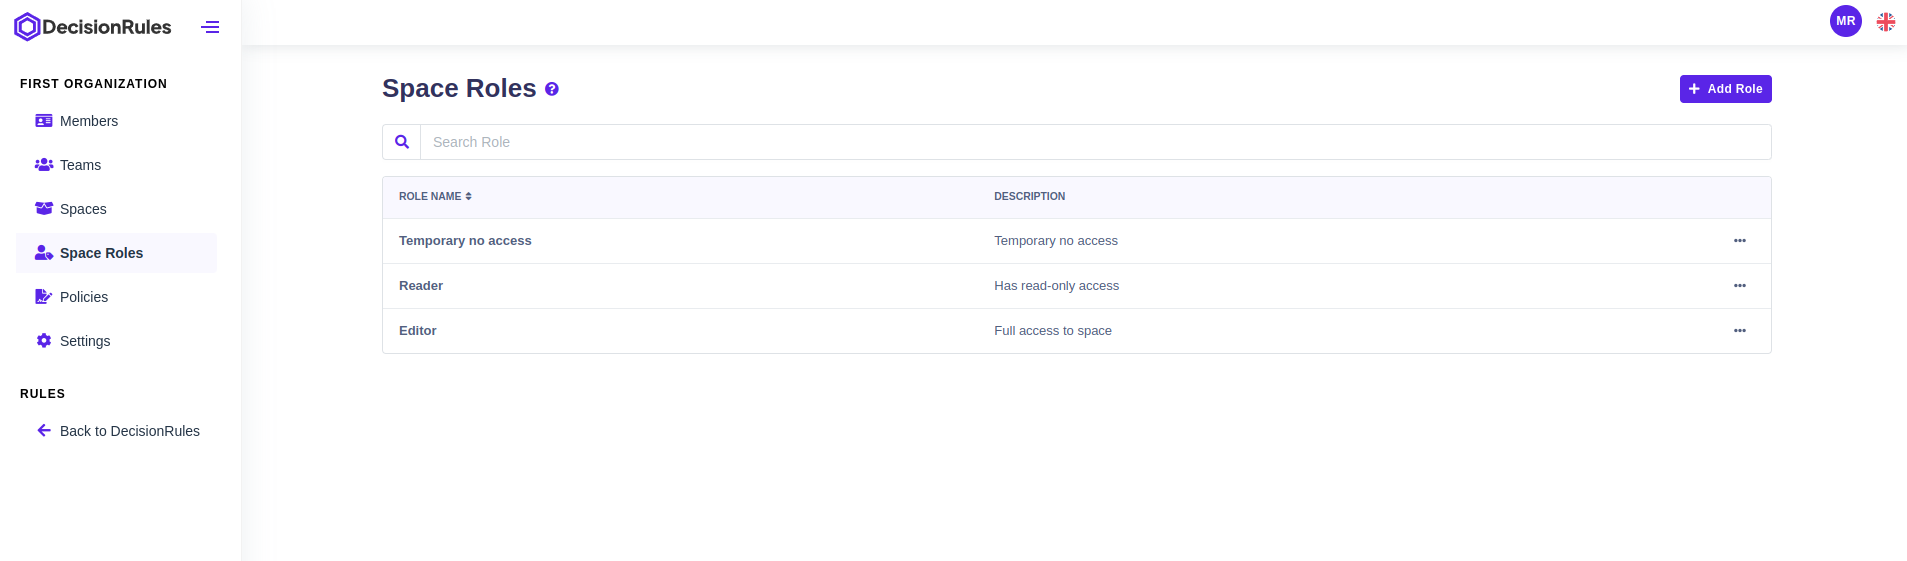 DecisionRules
MR
FIRST ORGANIZATION
Members
Teams
Spaces
Space Roles
Policies
Settings
RULES
Back to DecisionRules
Space Roles
Add Role
Search Role
ROLE NAME
DESCRIPTION
Temporary no access
Temporary no access
Reader
Has read-only access
Editor
Full access to space